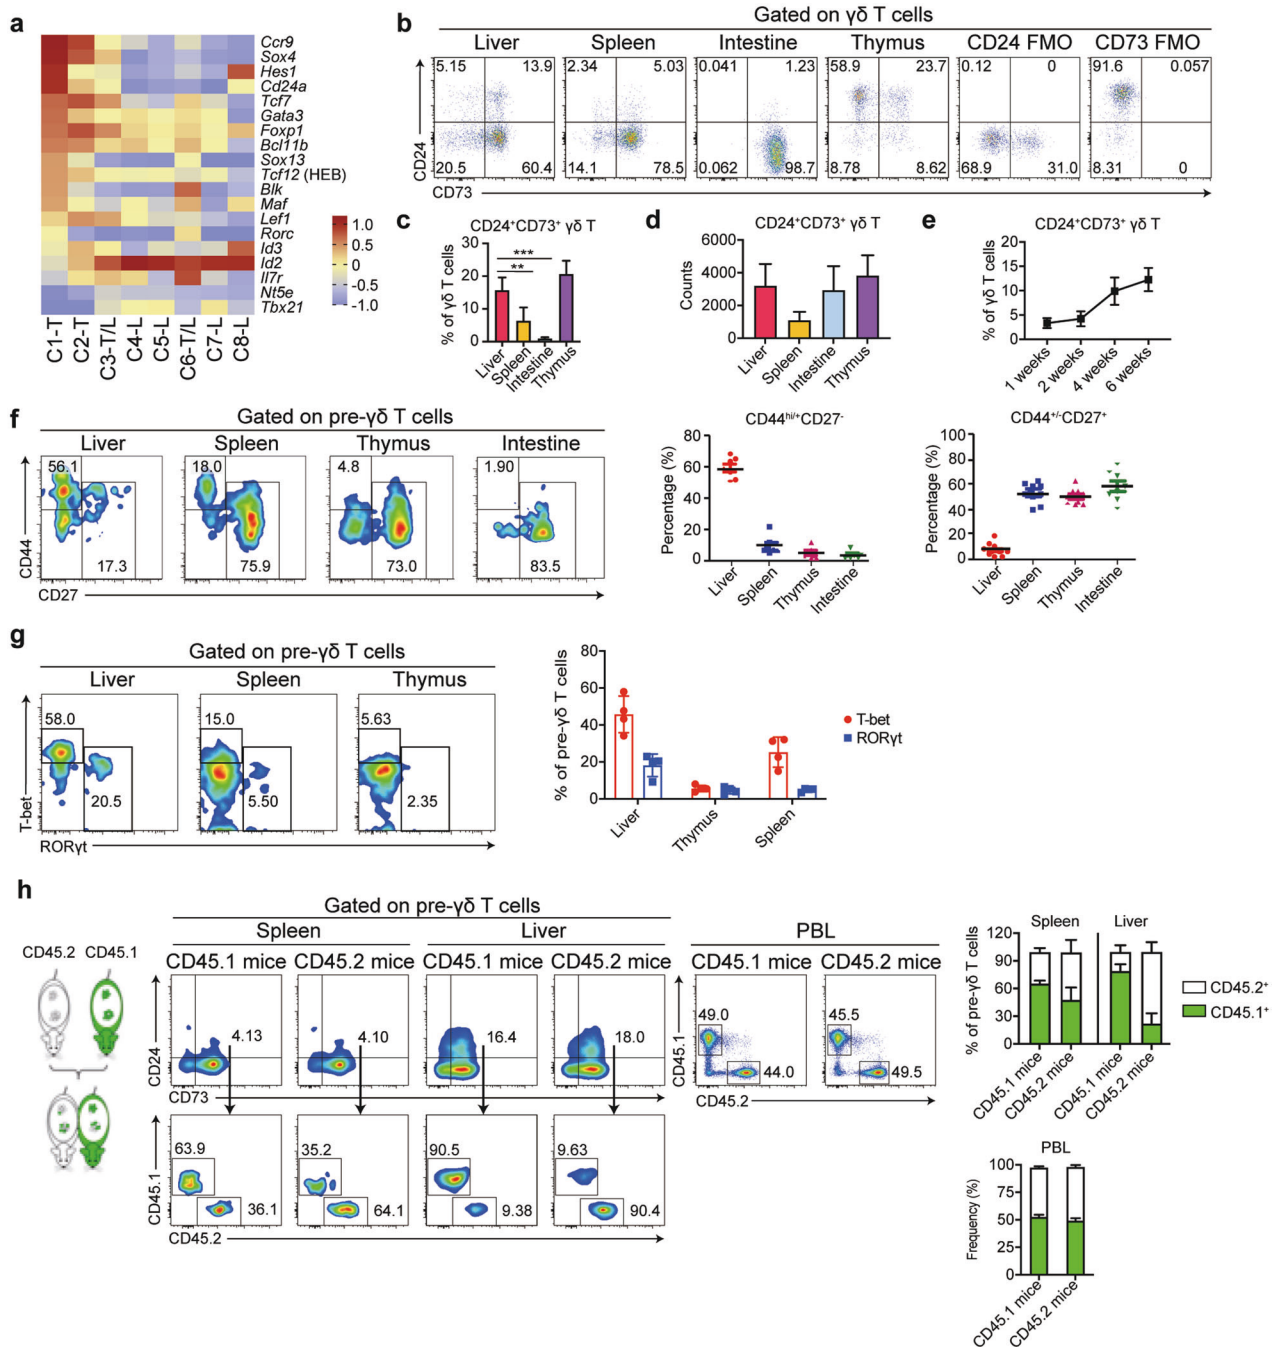 a
Ccr9
Sox4
Hes1
Cd24a
Tcf7
Gata3
Foxp1
Bcl11b
Sox13
Tcf12 (HEB)
Blk
Maf
Lef1
Rorc
Id3
Id2
Il7r
Nt5e
Tbx21
1.0
0.5
0
-0.5
-1.0
C1-T
C2-T
C3-T/L
C4-L
C5-L
C6-T/L
C7-L
C8-L
b
Gated on γδ T cells
Liver Spleen Intestine Thymus CD24 FMO CD73 FMO
5.15 13.9 2.34 5.03 0.041 1.23 58.9 23.7 0.12 0 91.6 0.057
20.5 60.4 14.1 78.5 0.062 98.7 8.78 8.62 68.9 31.0 8.31 0
CD24
CD73
c
CD24⁺CD73⁺ γδ T
% of γδ T cells
30
20
10
0
***
**
Liver
Spleen
Intestine
Thymus
d
CD24⁺CD73⁺ γδ T
Counts
6000
4000
2000
0
Liver
Spleen
Intestine
Thymus
e
CD24⁺CD73⁺ γδ T
% of γδ T cells
20
15
10
5
0
1 weeks
2 weeks
4 weeks
6 weeks
f
Gated on pre-γδ T cells
Liver Spleen Thymus Intestine
56.1 18.0 4.8 1.90
17.3 75.9 73.0 83.5
CD44
CD27
CD44ʰⁱ/⁺CD27⁻
Percentage (%)
80
60
40
20
0
Liver
Spleen
Thymus
Intestine
CD44⁺/⁻CD27⁺
Percentage (%)
100
80
60
40
20
0
Liver
Spleen
Thymus
Intestine
g
Gated on pre-γδ T cells
Liver Spleen Thymus
58.0 15.0 5.63
20.5 5.50 2.35
T-bet
RORγt
% of pre-γδ T cells
80
60
40
20
0
Liver
Thymus
Spleen
T-bet
RORγt
h
CD45.2 CD45.1
Gated on pre-γδ T cells
Spleen Liver
CD45.1 mice CD45.2 mice CD45.1 mice CD45.2 mice
4.13 4.10 16.4 18.0
CD24
CD73
63.9 35.2 90.5 9.63
36.1 64.1 9.38 90.4
CD45.1
CD45.2
PBL
CD45.1 mice CD45.2 mice
49.0 45.5
44.0 49.5
CD45.1
CD45.2
Spleen Liver
% of pre-γδ T cells
120
90
60
30
0
CD45.1 mice
CD45.2 mice
CD45.1 mice
CD45.2 mice
CD45.2⁺
CD45.1⁺
PBL
Frequency (%)
100
75
50
25
0
CD45.1 mice
CD45.2 mice